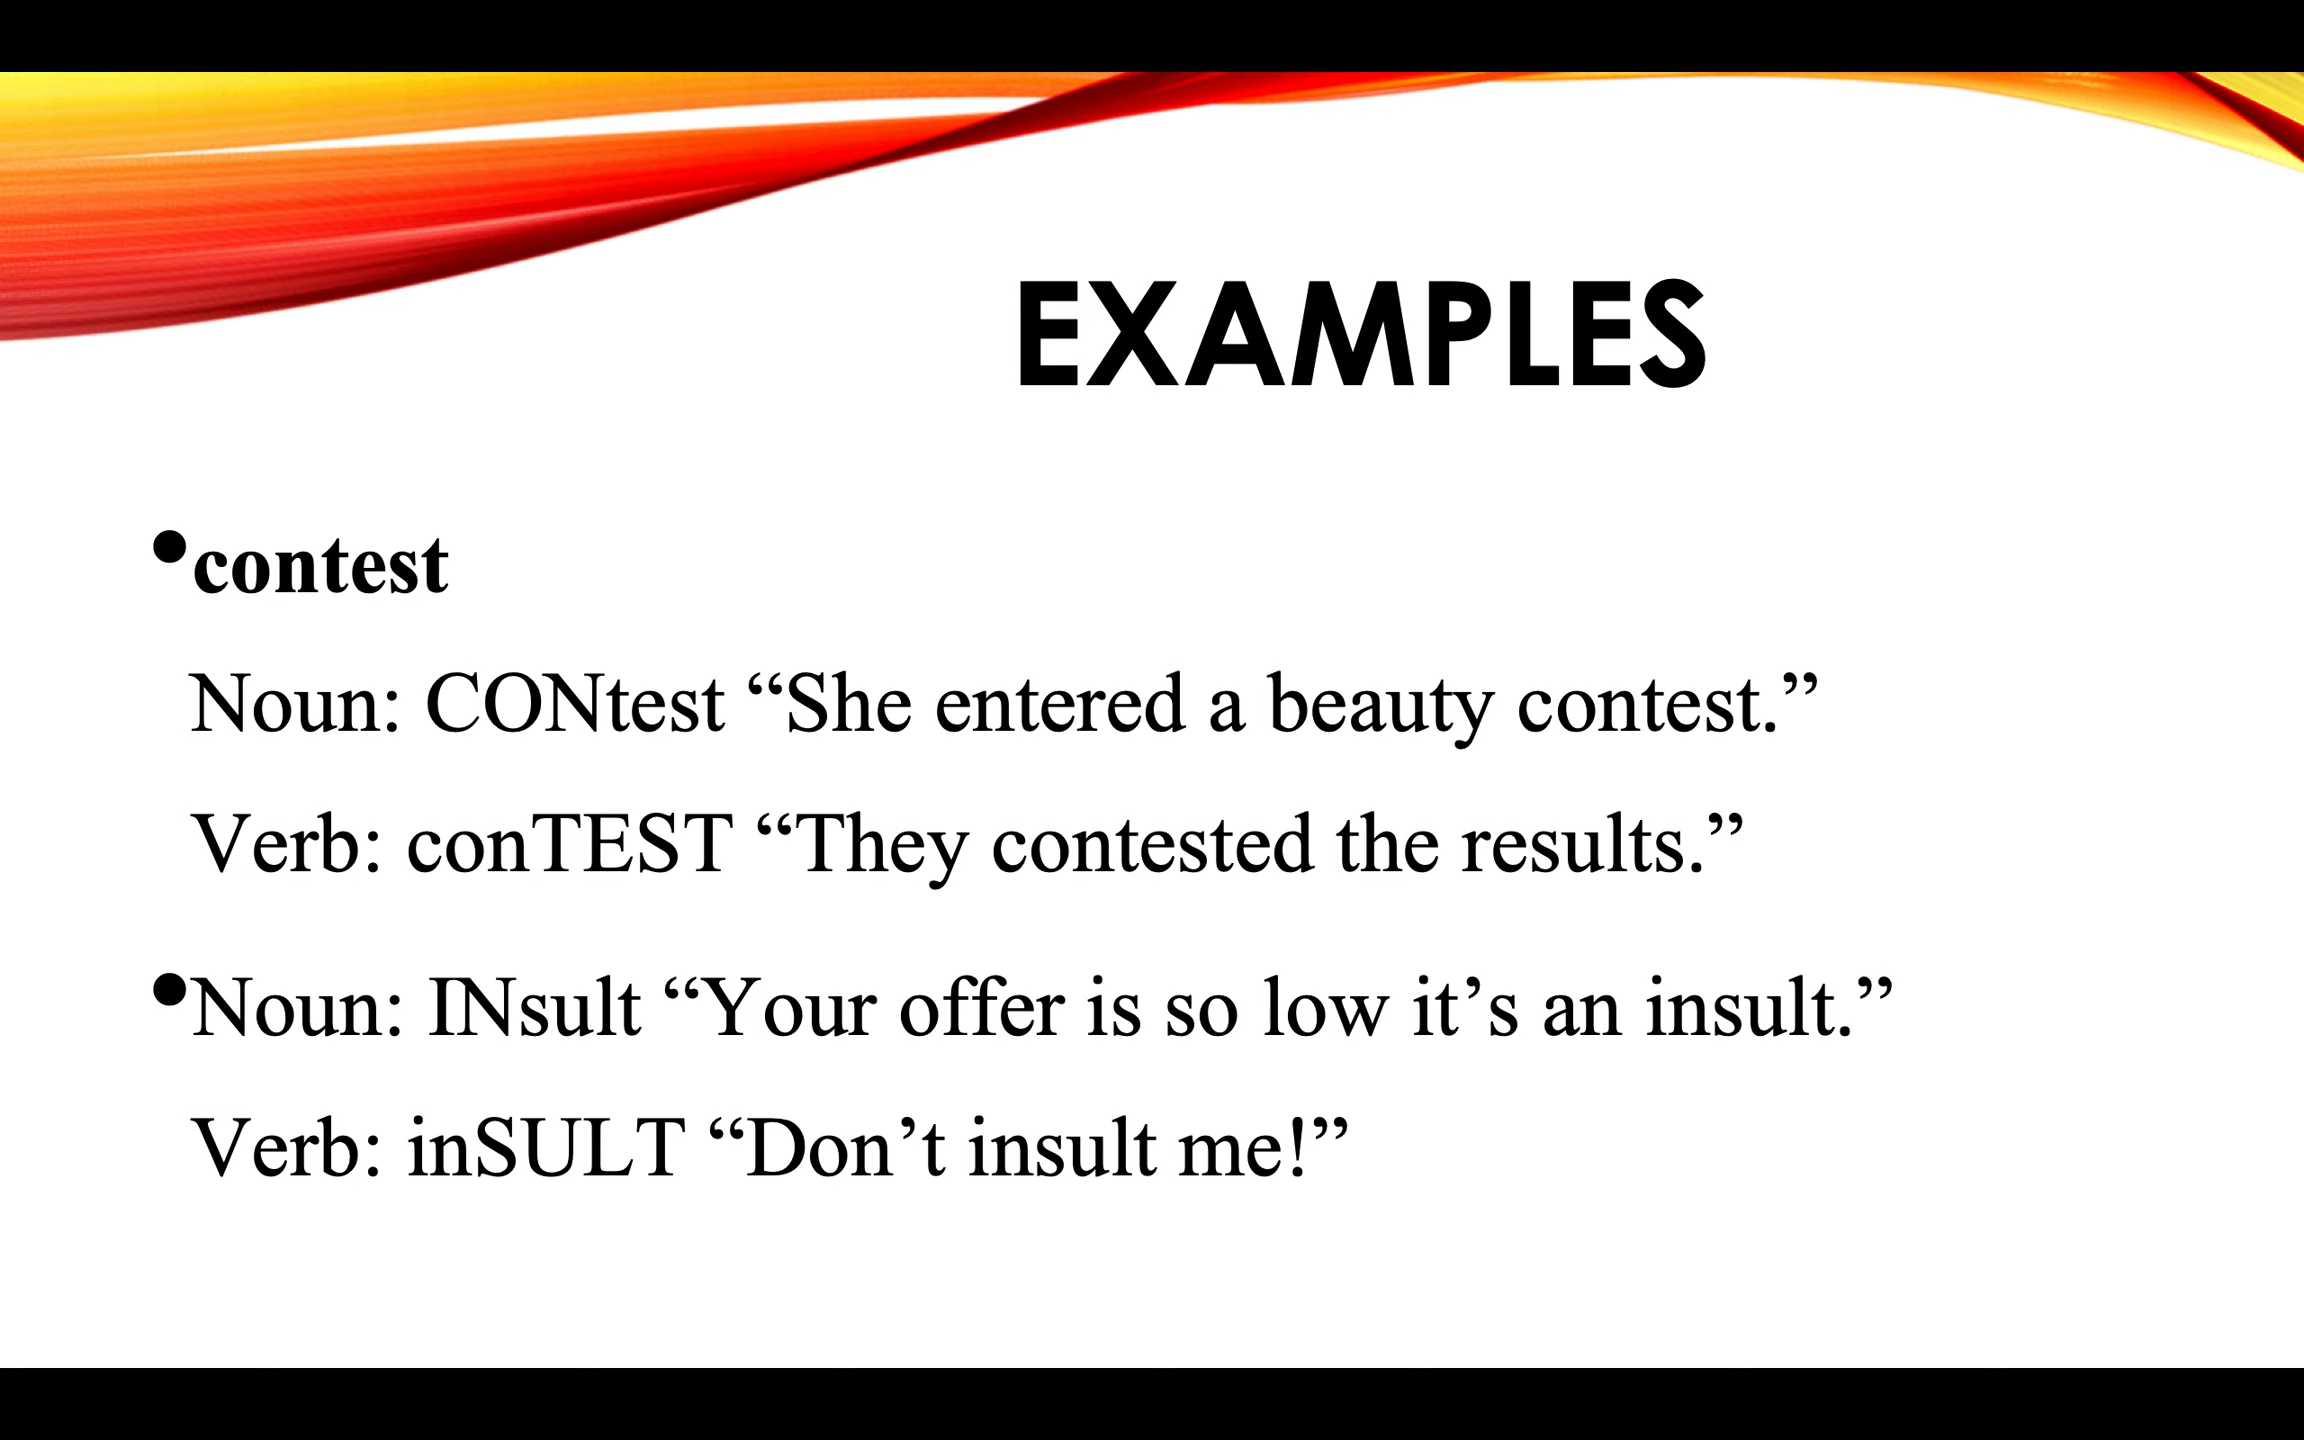 EXAMPLES
•contest
Noun: CONtest “She entered a beauty contest.”
Verb: conTEST “They contested the results.”
•Noun: INsult “Your offer is so low it’s an insult.”
Verb: inSULT “Don’t insult me!”